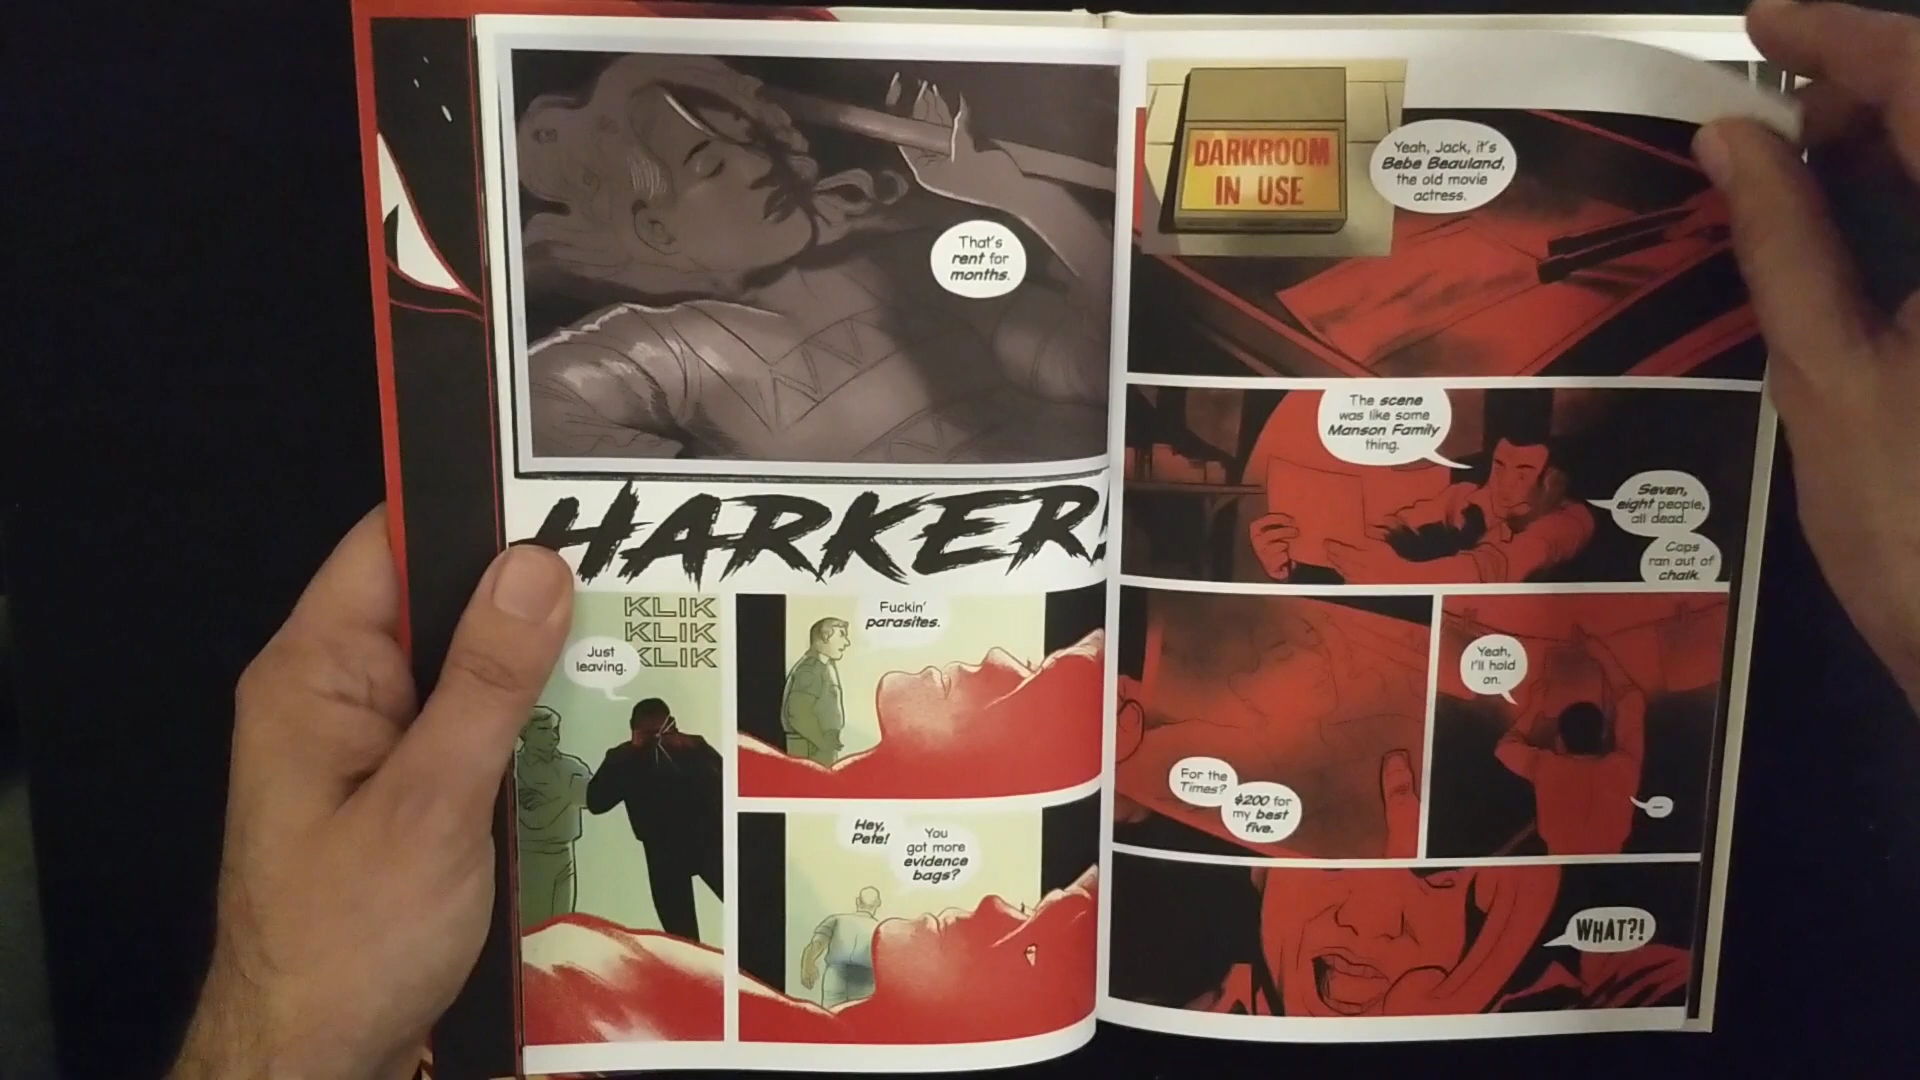 That's
rent for
months.
HARKER!
KLIK
KLIK
KLIK
Just
leaving.
Fuckin'
parasites.
Hey,
Pete!
You
got more
evidence
bags?
DARKROOM
IN USE
Yeah, Jack, it's
Bebe Beauland,
the old movie
actress.
The scene
was like some
Manson Family
thing.
Seven,
eight people,
all dead.
Cops
ran out of
chalk.
For the
Times?
$200 for
my best
five.
Yeah,
I'll hold
on.
—
WHAT?!